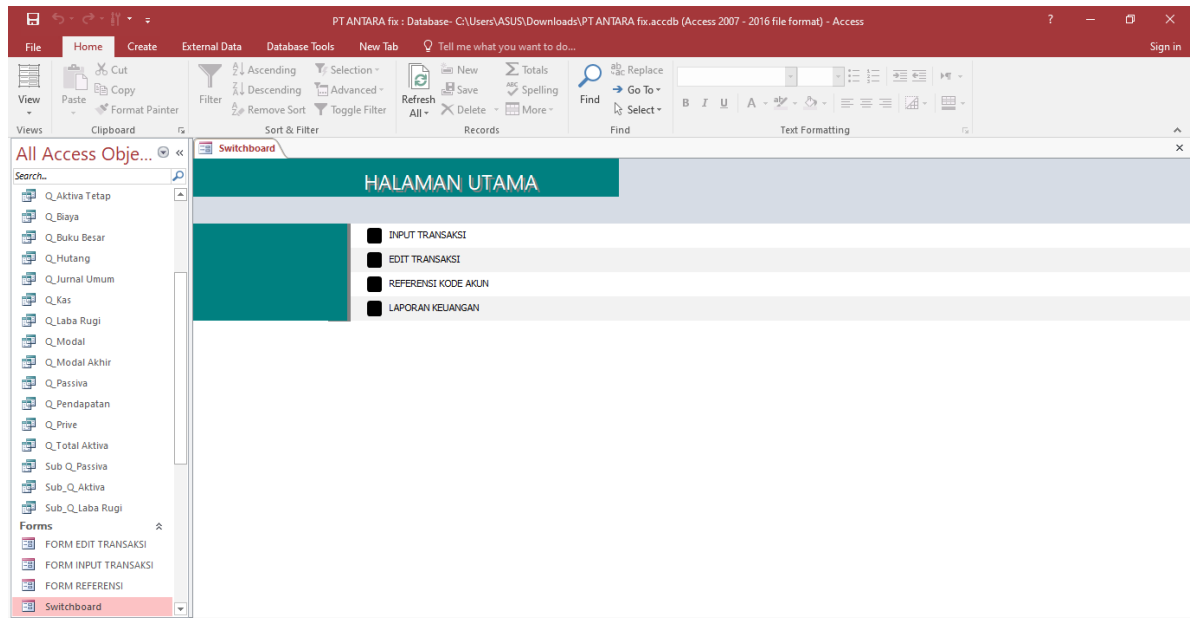 PT ANTARA fix : Database- C:\Users\ASUS\Downloads\PT ANTARA fix.accdb (Access 2007 - 2016 file format) - Access
File Home Create External Data Database Tools New Tab Tell me what you want to do... Sign in
View
Views
Paste
Cut
Copy
Format Painter
Clipboard
Filter
Ascending
Descending
Remove Sort
Selection
Advanced
Toggle Filter
Sort & Filter
Refresh
All
New
Save
Delete
Totals
Spelling
More
Records
Find
Replace
Go To
Select
Find
B I U A
Text Formatting
All Access Obje...
Search..
Q_Aktiva Tetap
Q_Biaya
Q_Buku Besar
Q_Hutang
Q_Jurnal Umum
Q_Kas
Q_Laba Rugi
Q_Modal
Q_Modal Akhir
Q_Passiva
Q_Pendapatan
Q_Prive
Q_Total Aktiva
Sub Q_Passiva
Sub_Q_Aktiva
Sub_Q_Laba Rugi
Forms
FORM EDIT TRANSAKSI
FORM INPUT TRANSAKSI
FORM REFERENSI
Switchboard
Switchboard
HALAMAN UTAMA
INPUT TRANSAKSI
EDIT TRANSAKSI
REFERENSI KODE AKUN
LAPORAN KEUANGAN